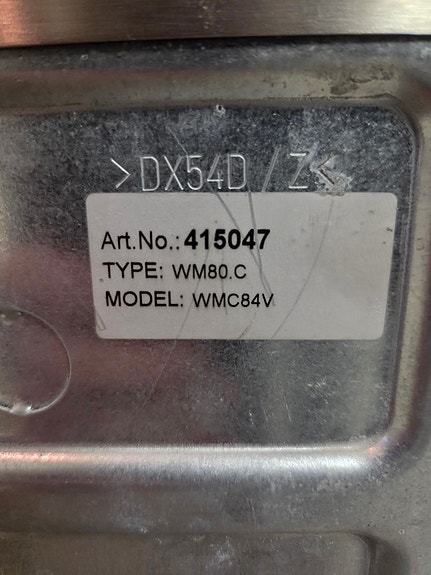 >DX54D / Z<
Art.No.: 415047
TYPE: WM80.C
MODEL: WMC84V